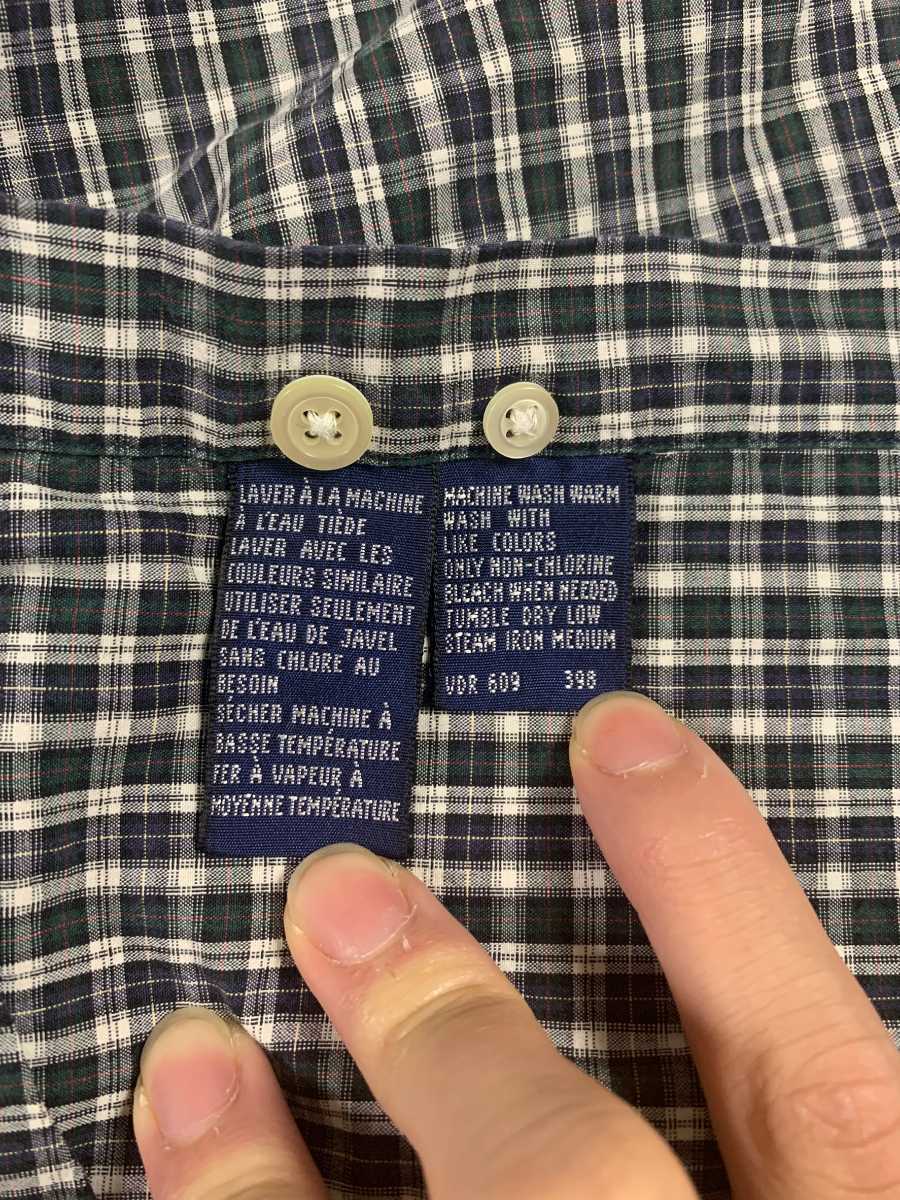 LAVER À LA MACHINE
À L'EAU TIÈDE
LAVER AVEC LES
COULEURS SIMILAIRE
UTILISER SEULEMENT
DE L'EAU DE JAVEL
SANS CHLORE AU
BESOIN
SÉCHER MACHINE À
BASSE TEMPÉRATURE
FER À VAPEUR À
MOYENNE TEMPÉRATURE
MACHINE WASH WARM
WASH WITH
LIKE COLORS
ONLY NON-CHLORINE
BLEACH WHEN NEEDED
TUMBLE DRY LOW
STEAM IRON MEDIUM
VDR 609 398